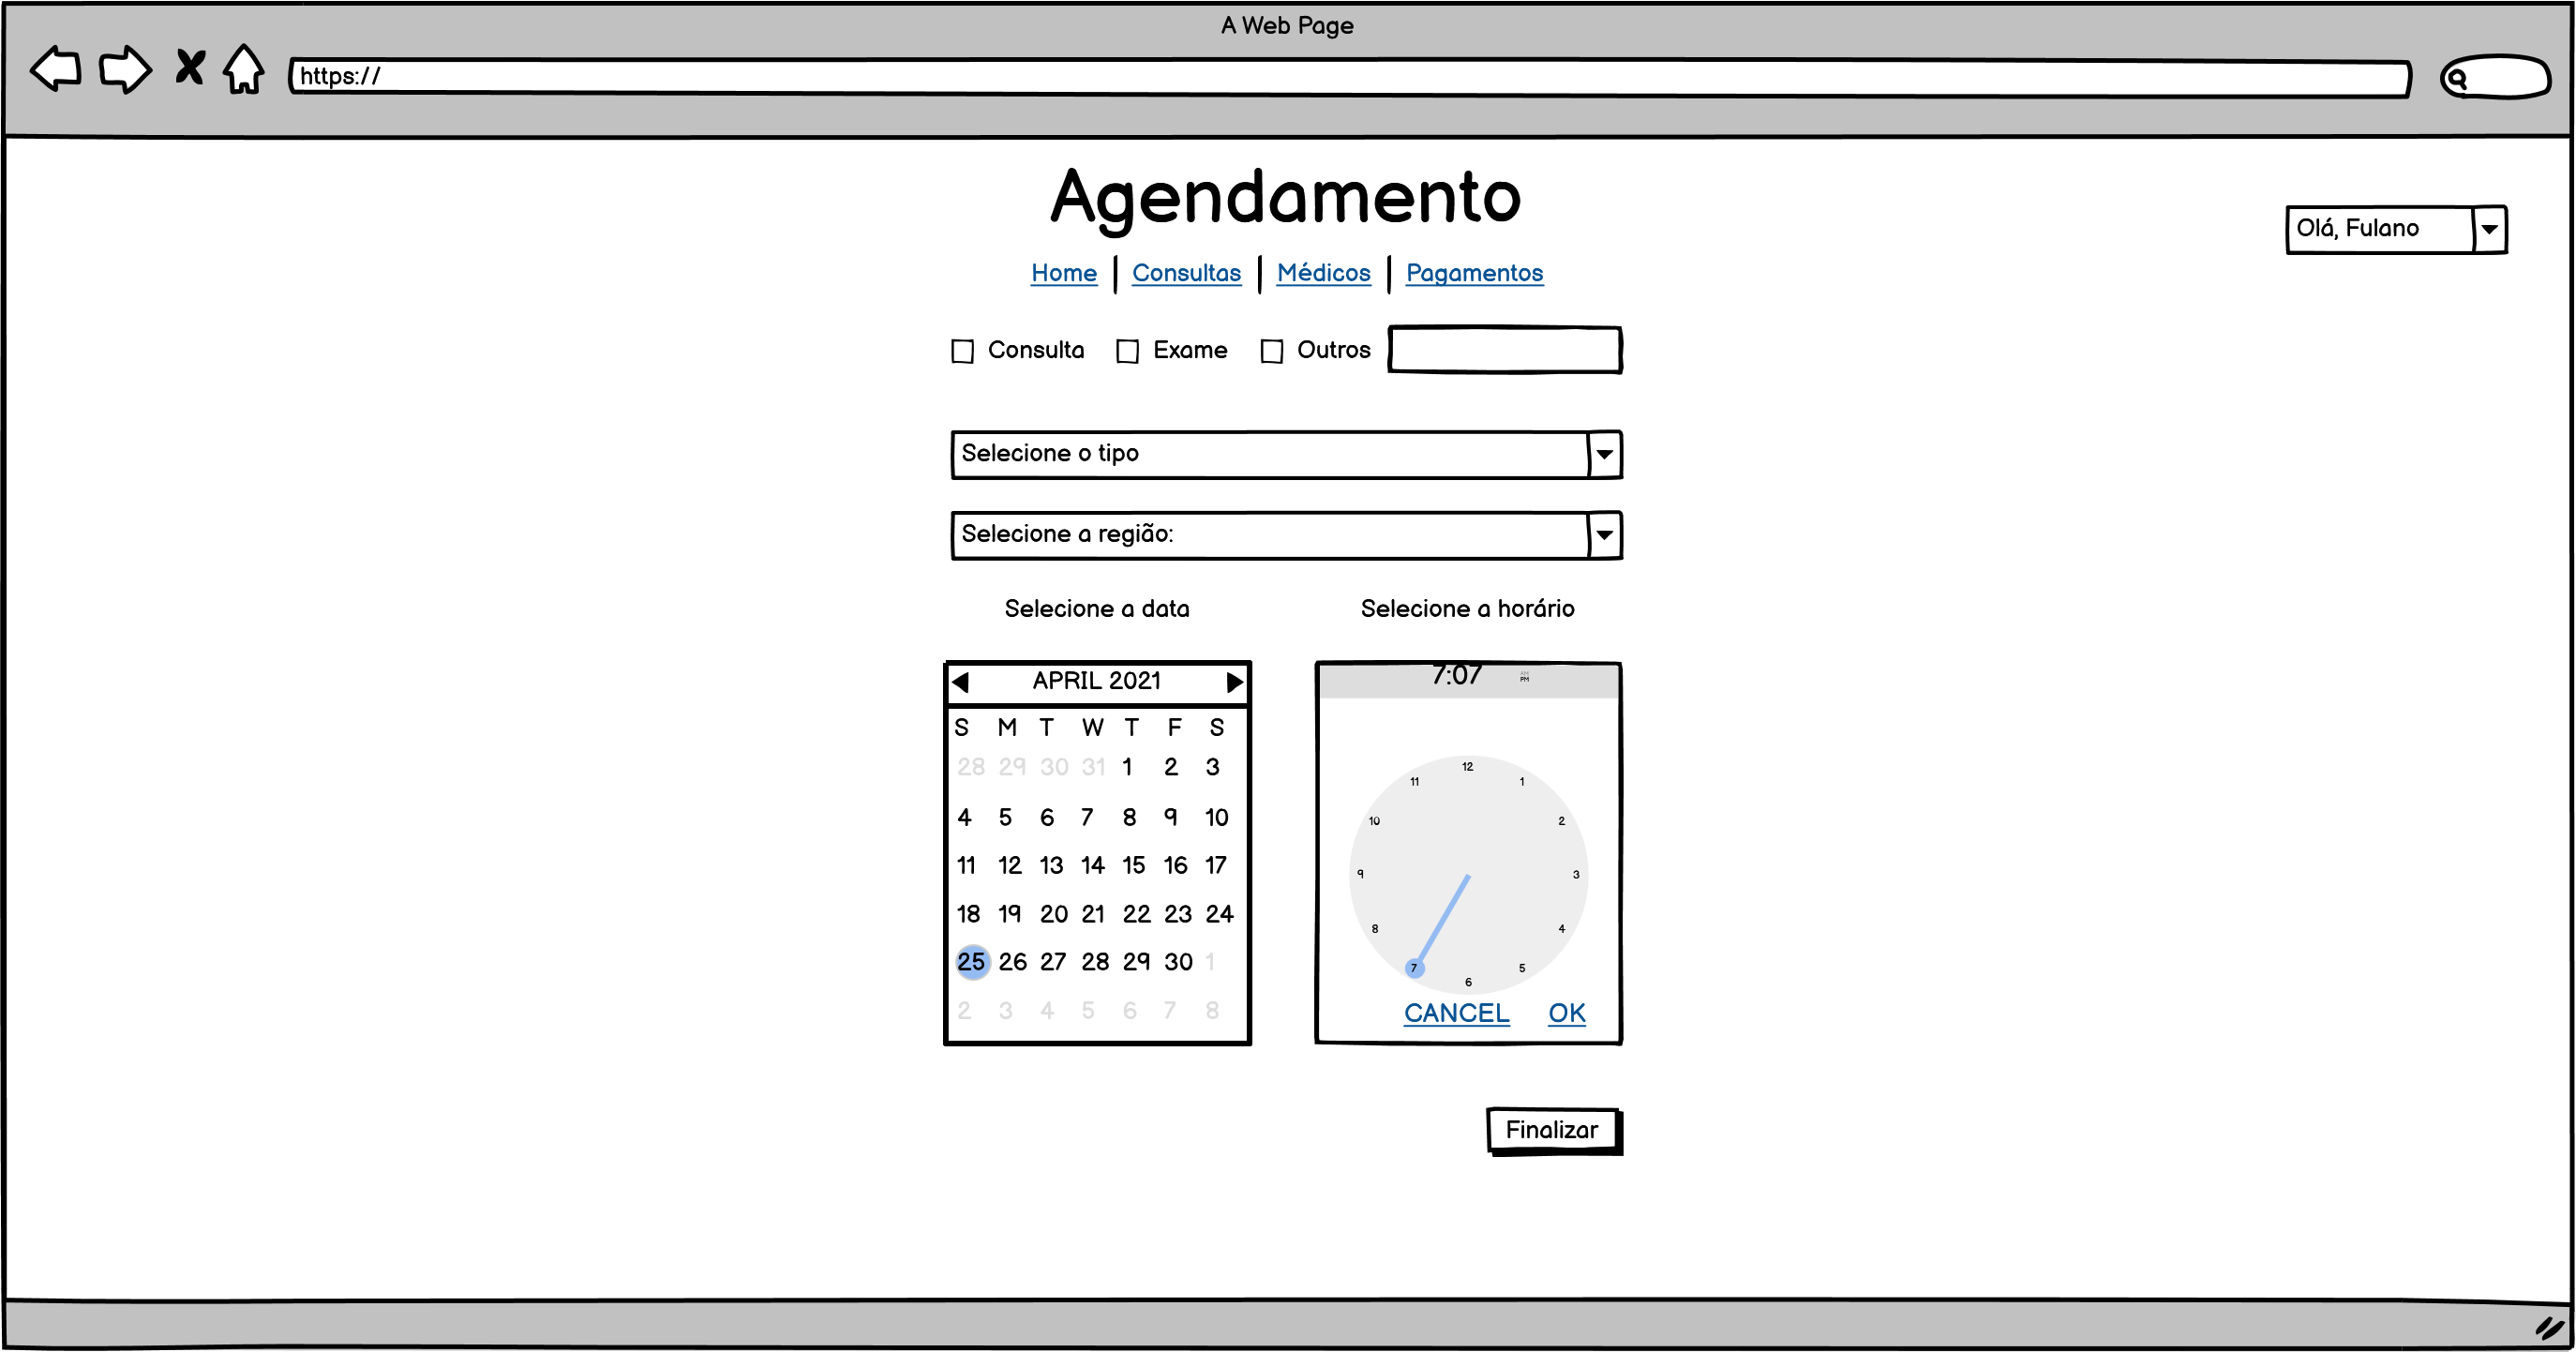 A Web Page
https://
Agendamento
Olá, Fulano
Home Consultas Médicos Pagamentos
Consulta Exame Outros
Selecione o tipo
Selecione a região:
Selecione a data
Selecione a horário
APRIL 2021
S M T W T F S
28 29 30 31 1 2 3
4 5 6 7 8 9 10
11 12 13 14 15 16 17
18 19 20 21 22 23 24
25 26 27 28 29 30 1
2 3 4 5 6 7 8
7:07
AM
PM
12
11 1
10 2
9 3
8 4
7 5
6
CANCEL OK
Finalizar